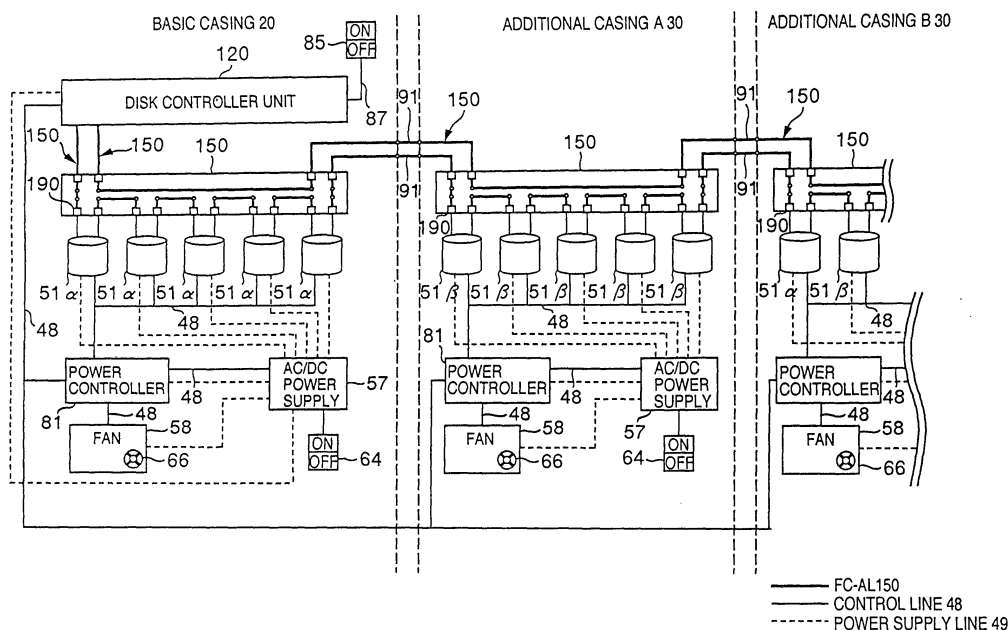 BASIC CASING 20
ADDITIONAL CASING A 30
ADDITIONAL CASING B 30
85
ON
OFF
120
DISK CONTROLLER UNIT
87
91
150
91
150
150
150
150
91
150
91
150
190
190
190
51 α 51 α 51 α 51 α 51 α
51 β 51 β 51 β 51 β 51 β
51 α 51 β
48
48
48
48
81
POWER
CONTROLLER
48
AC/DC
POWER
SUPPLY
57
81
48
FAN
58
66
ON
OFF
64
POWER
CONTROLLER
48
AC/DC
POWER
SUPPLY
57
48
FAN
58
66
ON
OFF
64
POWER
CONTROLLER
48
48
FAN
58
66
FC-AL150
CONTROL LINE 48
POWER SUPPLY LINE 49